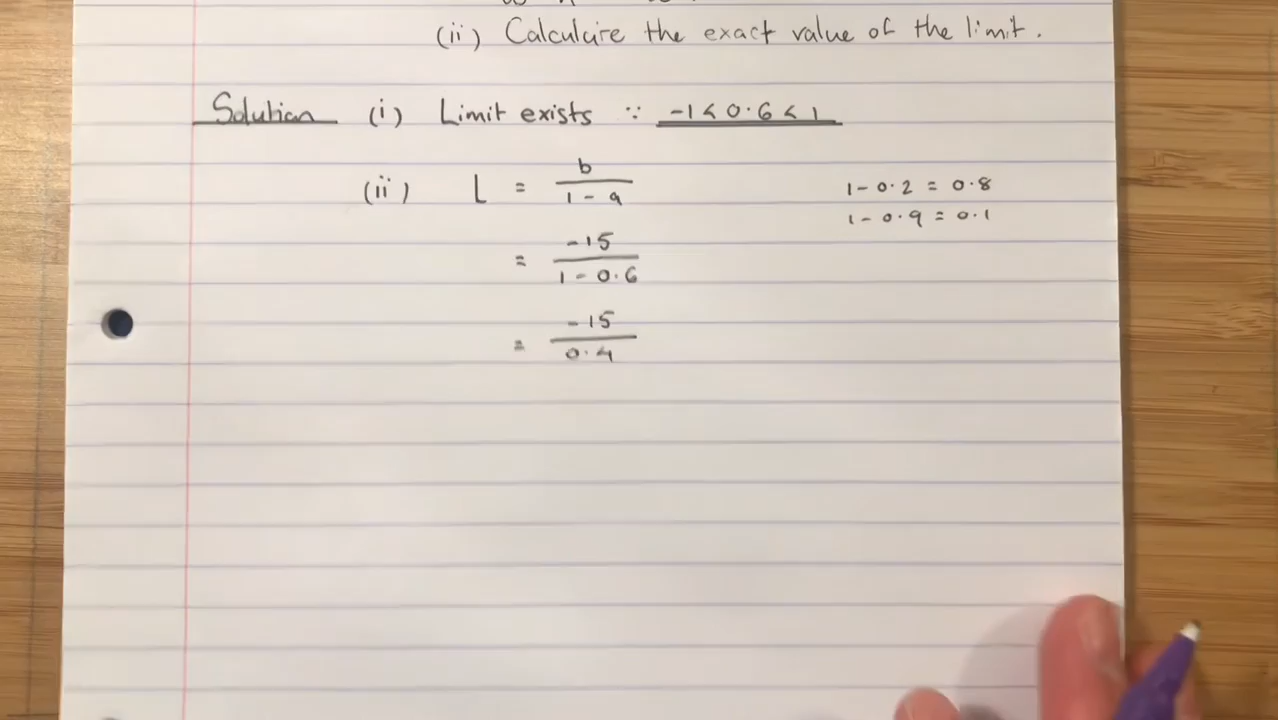 (ii) Calculate the exact value of the limit.
Solution (i) Limit exists ∵ -1 < 0.6 < 1
(ii) L = b / 1 - a
1 - 0.2 = 0.8
1 - 0.9 = 0.1
= -15 / 1 - 0.6
= -15 / 0.4